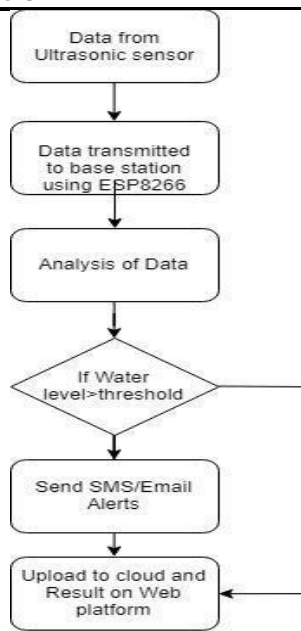 Data from
Ultrasonic sensor
Data transmitted
to base station
using ESP8266
Analysis of Data
If Water
level>threshold
Send SMS/Email
Alerts
Upload to cloud and
Result on Web
platform